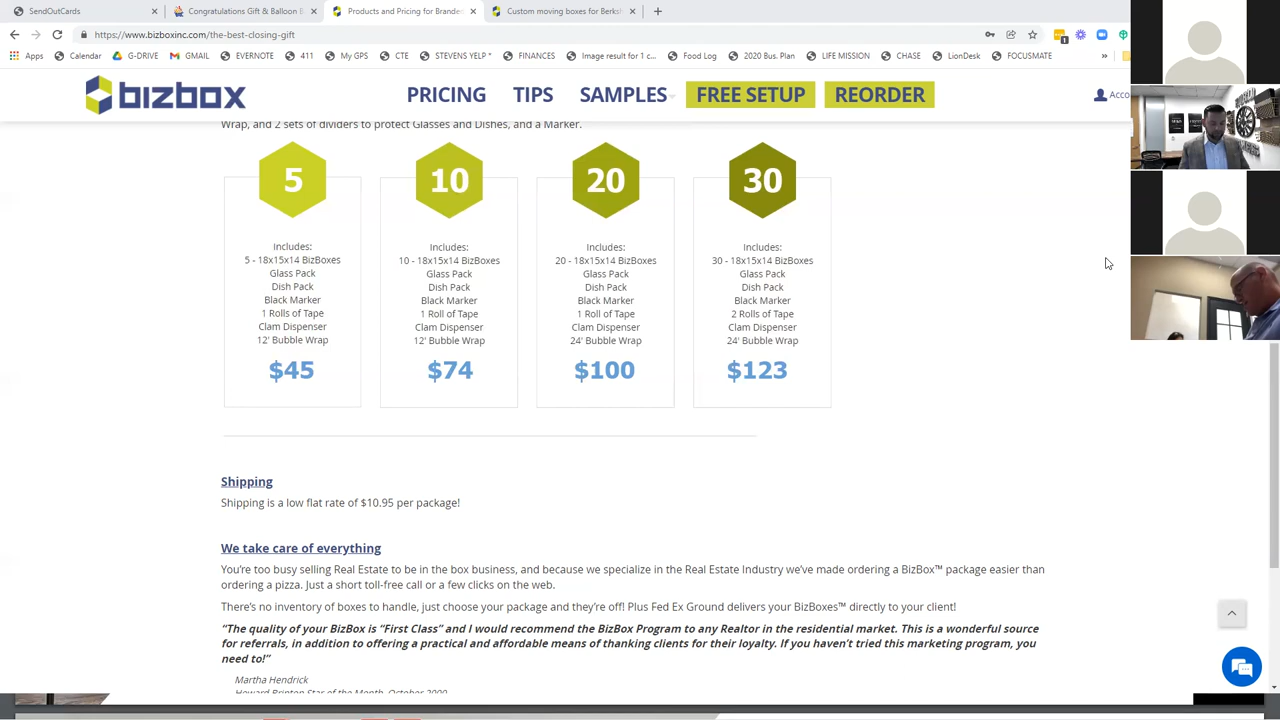 SendOutCards
Congratulations Gift & Balloon B
Products and Pricing for Brande
Custom moving boxes for Berksh
https://www.bizboxinc.com/the-best-closing-gift
Apps Calendar G-DRIVE EVERNOTE GMAIL 411 My GPS CTE STEVENS YELP " FINANCES Image result for 1 c... Food Log 2020 Bus. Plan LIFE MISSION CHASE LionDesk FOCUSMATE »
bizbox PRICING TIPS SAMPLES FREE SETUP REORDER Acco
Wrap, and 2 sets of dividers to protect Glasses and Dishes, and a Marker.
5
Includes:
5 - 18x15x14 BizBoxes
Glass Pack
Dish Pack
Black Marker
1 Rolls of Tape
Clam Dispenser
12' Bubble Wrap
$45
10
Includes:
10 - 18x15x14 BizBoxes
Glass Pack
Dish Pack
Black Marker
1 Roll of Tape
Clam Dispenser
12' Bubble Wrap
$74
20
Includes:
20 - 18x15x14 BizBoxes
Glass Pack
Dish Pack
Black Marker
1 Roll of Tape
Clam Dispenser
24' Bubble Wrap
$100
30
Includes:
30 - 18x15x14 BizBoxes
Glass Pack
Dish Pack
Black Marker
2 Rolls of Tape
Clam Dispenser
24' Bubble Wrap
$123
Shipping
Shipping is a low flat rate of $10.95 per package!
We take care of everything
You're too busy selling Real Estate to be in the box business, and because we specialize in the Real Estate Industry we've made ordering a BizBox™ package easier than
ordering a pizza. Just a short toll-free call or a few clicks on the web.
There's no inventory of boxes to handle, just choose your package and they're off! Plus Fed Ex Ground delivers your BizBoxes™ directly to your client!
"The quality of your BizBox is "First Class" and I would recommend the BizBox Program to any Realtor in the residential market. This is a wonderful source
for referrals, in addition to offering a practical and affordable means of thanking clients for their loyalty. If you haven't tried this marketing program, you
need to!"
Martha Hendrick
Howard Brinton Star of the Month, October 2000